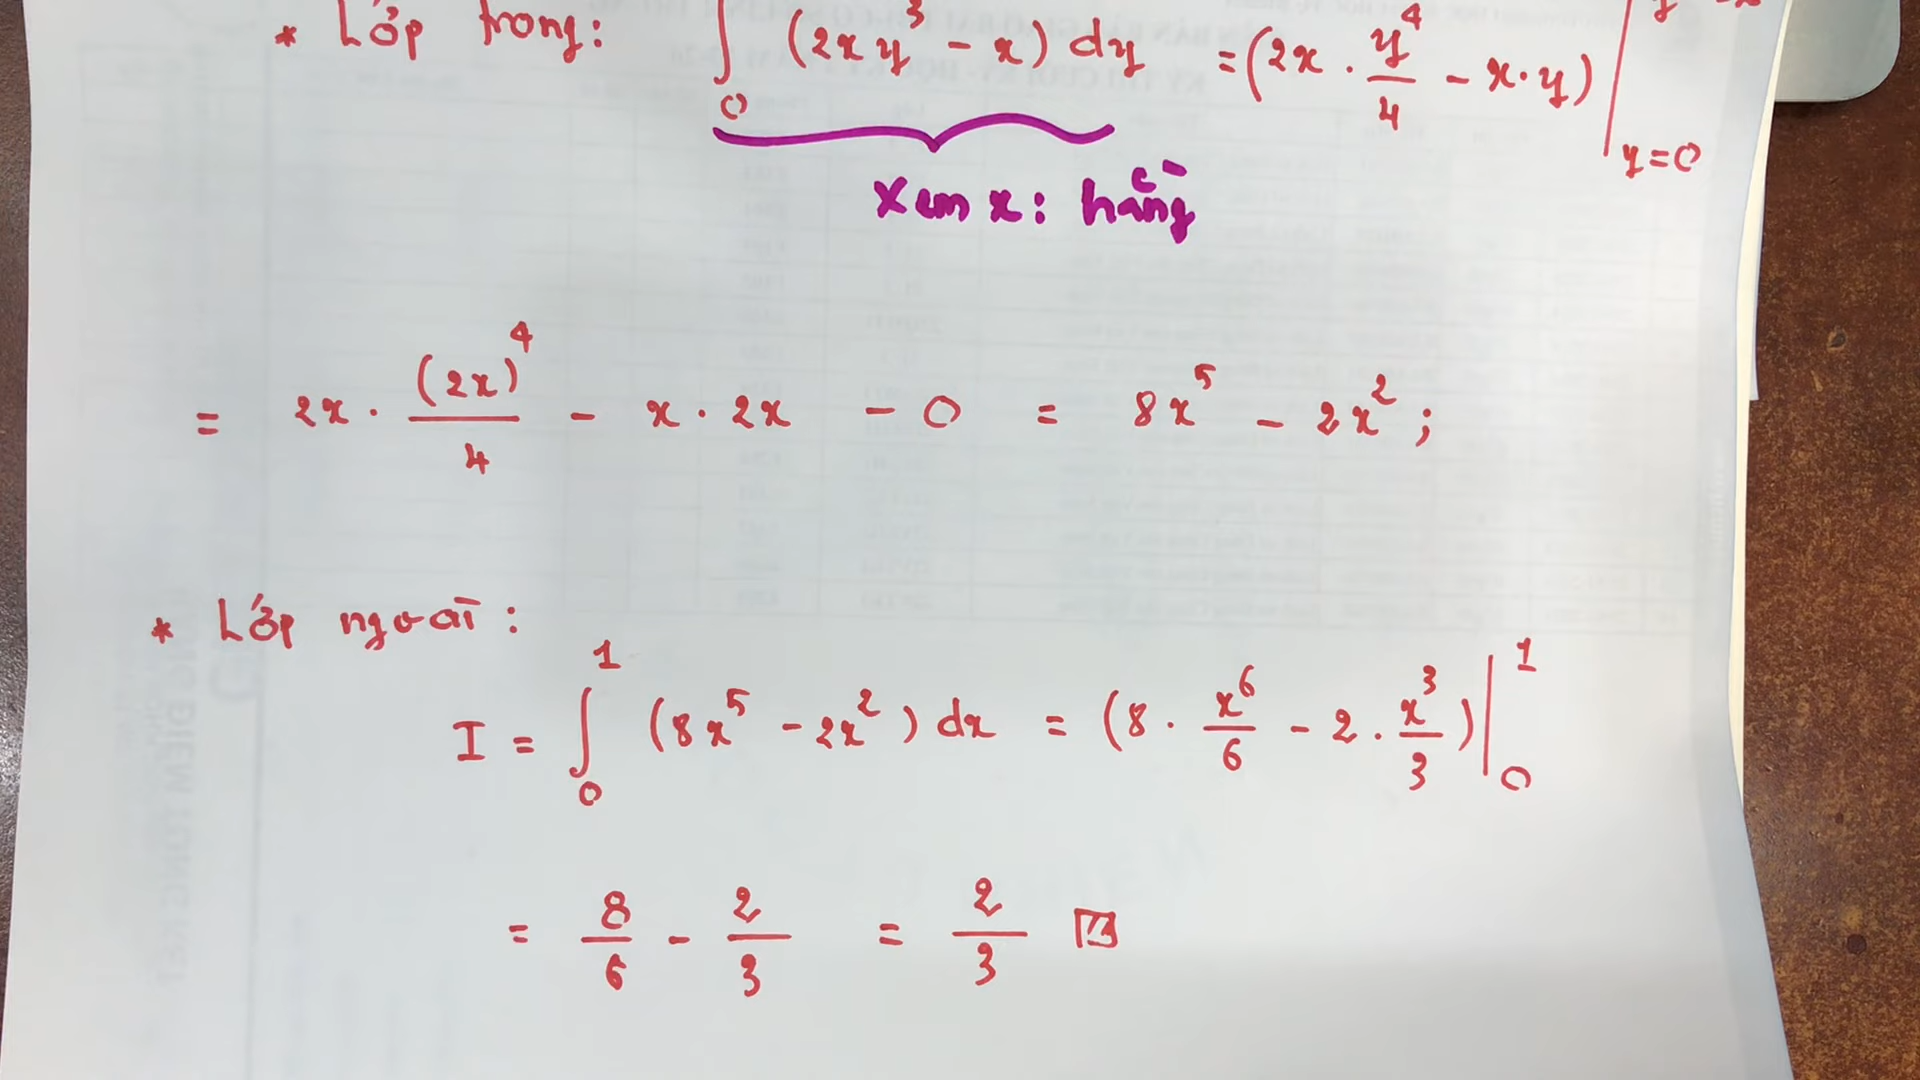 * Lớp trong: ∫₀ (2xy³ - x) dy = (2x · y⁴/4 - x·y) |y=0
Xem x: hằng
= 2x · (2x)⁴/4 - x · 2x - 0 = 8x⁵ - 2x² ;
* Lớp ngoài :
I = ∫₀¹ (8x⁵ - 2x²) dx = (8 · x⁶/6 - 2 · x³/3)|₀¹
= 8/6 - 2/3 = 2/3